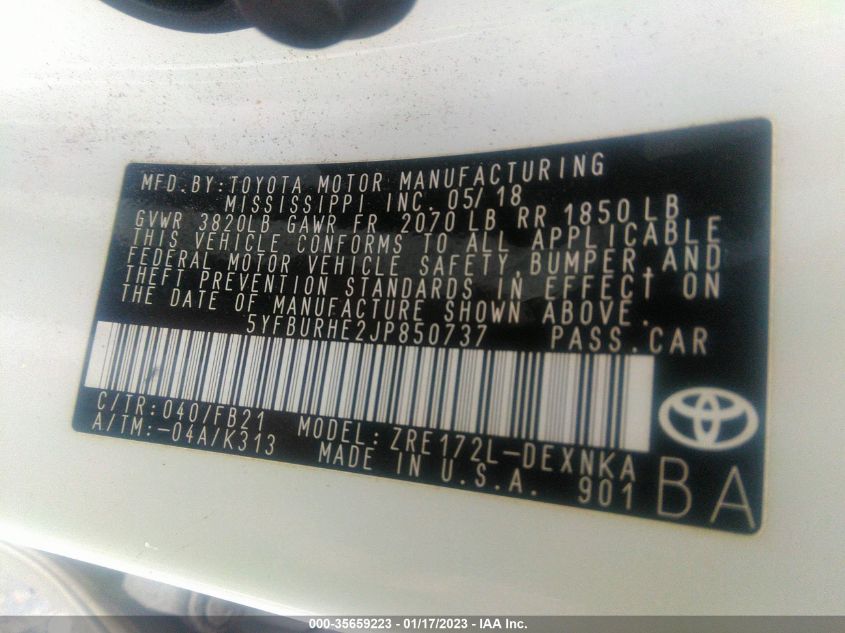 MFD.BY:TOYOTA MOTOR MANUFACTURING
MISSISSIPPI INC. 05/18
GVWR 3820LB GAWR FR 2070 LB RR 1850 LB
THIS VEHICLE CONFORMS TO ALL APPLICABLE
FEDERAL MOTOR VEHICLE SAFETY,BUMPER,AND
THEFT PREVENTION STANDARDS IN EFFECT ON
THE DATE OF MANUFACTURE SHOWN ABOVE.
5YFBURHE2JP850737 PASS.CAR
C/TR:040/FB21 MODEL:ZRE172L-DEXNKA
A/TM:-04A/K313 MADE IN U.S.A. 901 BA
000-35659223 - 01/17/2023 - IAA Inc.